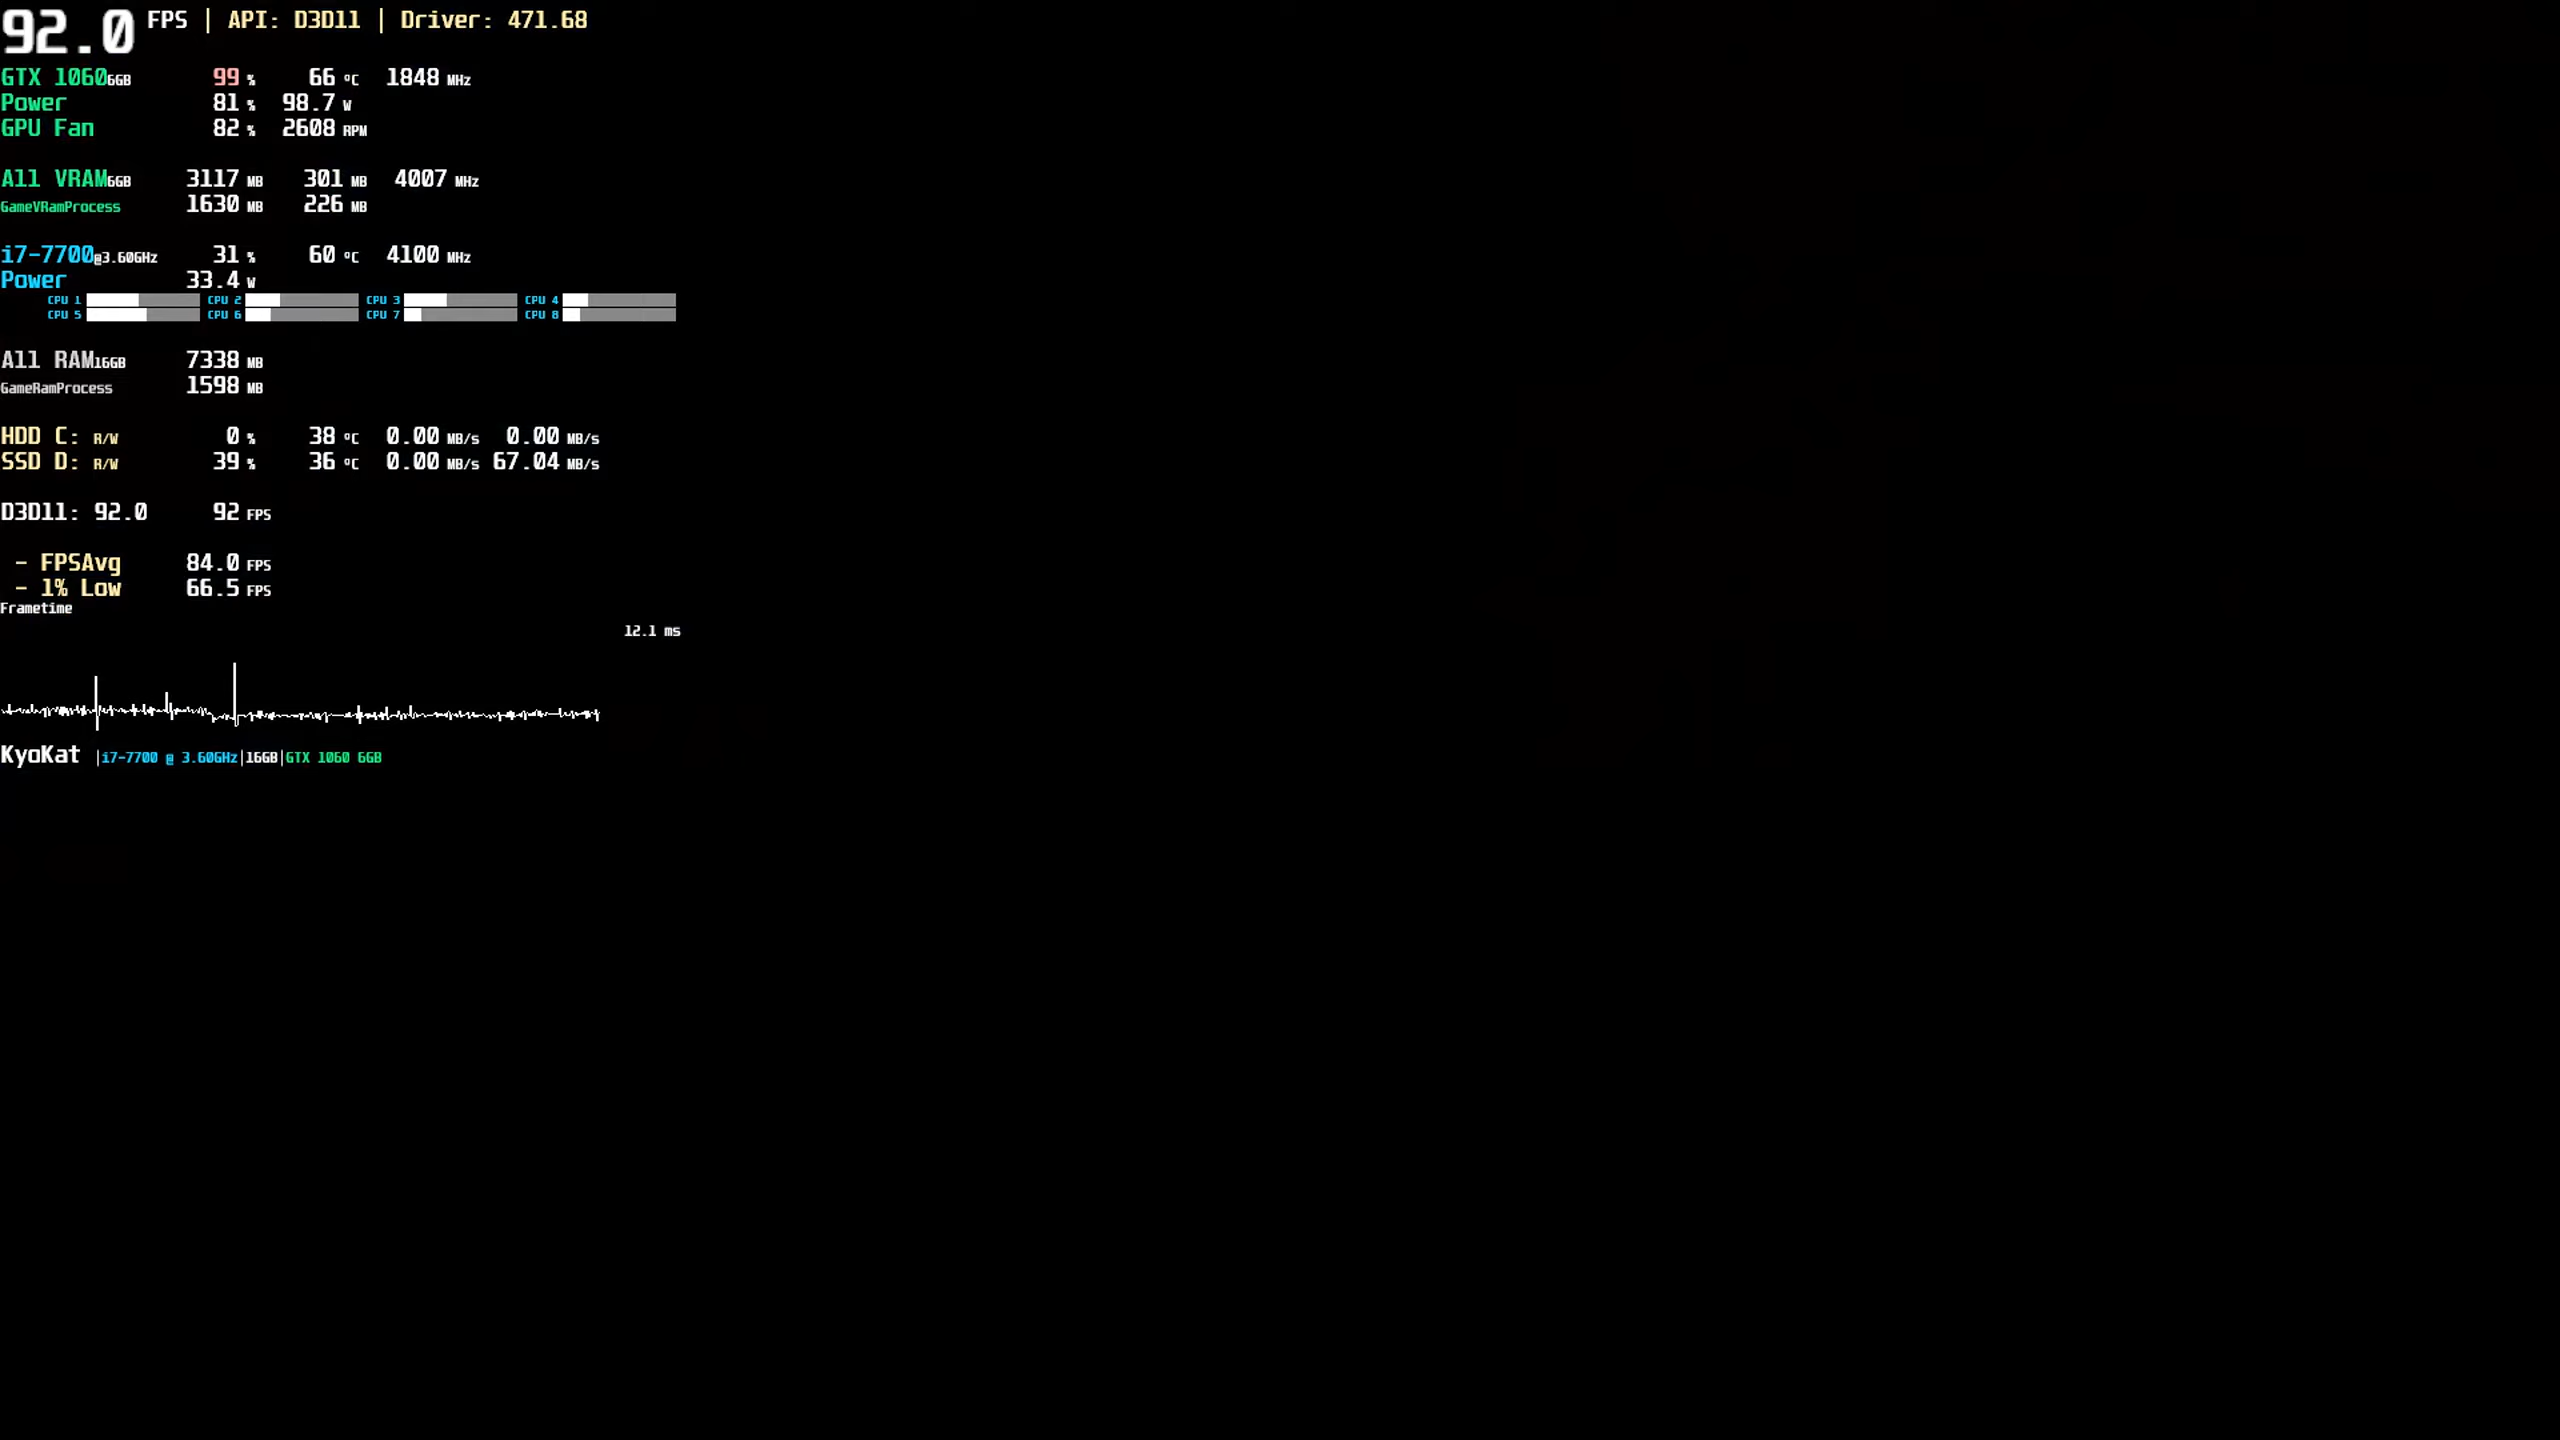 92.0 FPS | API: D3D11 | Driver: 471.68
GTX 1060 6GB 99 % 66 ºC 1848 MHz
Power 81 % 98.7 W
GPU Fan 82 % 2608 RPM
All VRAM 6GB 3117 MB 301 MB 4007 MHz
GameVRamProcess 1630 MB 226 MB
i7-7700 @3.60GHz 31 % 60 ºC 4100 MHz
Power 33.4 W
CPU 1 CPU 2 CPU 3 CPU 4
CPU 5 CPU 6 CPU 7 CPU 8
All RAM 16GB 7338 MB
GameRamProcess 1598 MB
HDD C: R/W 0 % 38 ºC 0.00 MB/s 0.00 MB/s
SSD D: R/W 39 % 36 ºC 0.00 MB/s 67.04 MB/s
D3D11: 92.0 92 FPS
- FPSAvg 84.0 FPS
- 1% Low 66.5 FPS
Frametime
12.1 ms
KyoKat |i7-7700 @ 3.60GHz|16GB|GTX 1060 6GB